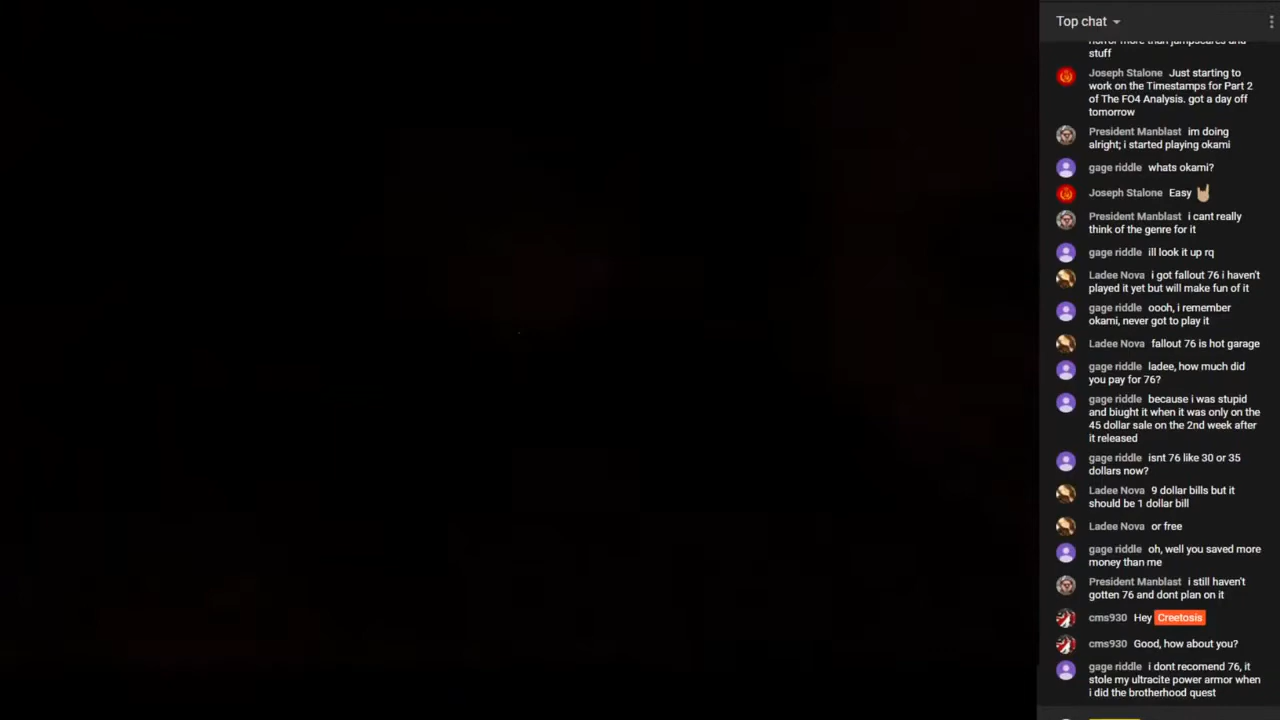 Top chat
horror more than jumpscares and
stuff
Joseph Stalone Just starting to
work on the Timestamps for Part 2
of The FO4 Analysis. got a day off
tomorrow
President Manblast im doing
alright; i started playing okami
gage riddle whats okami?
Joseph Stalone Easy 🤘🏼
President Manblast i cant really
think of the genre for it
gage riddle ill look it up rq
Ladee Nova i got fallout 76 i haven't
played it yet but will make fun of it
gage riddle oooh, i remember
okami, never got to play it
Ladee Nova fallout 76 is hot garage
gage riddle ladee, how much did
you pay for 76?
gage riddle because i was stupid
and biught it when it was only on the
45 dollar sale on the 2nd week after
it released
gage riddle isnt 76 like 30 or 35
dollars now?
Ladee Nova 9 dollar bills but it
should be 1 dollar bill
Ladee Nova or free
gage riddle oh, well you saved more
money than me
President Manblast i still haven't
gotten 76 and dont plan on it
cms930 Hey Creetosis
cms930 Good, how about you?
gage riddle i dont recomend 76, it
stole my ultracite power armor when
i did the brotherhood quest